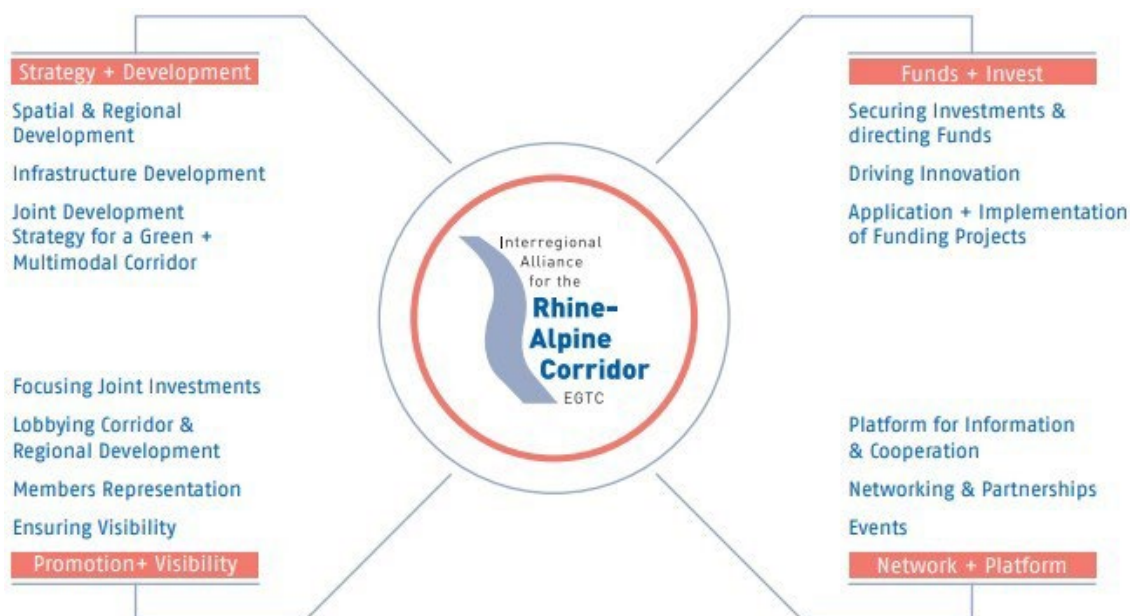 Strategy + Development
Spatial & Regional
Development
Infrastructure Development
Joint Development
Strategy for a Green +
Multimodal Corridor
Funds + Invest
Securing Investments &
directing Funds
Driving Innovation
Application + Implementation
of Funding Projects
Interregional
Alliance
for the
Rhine-
Alpine
Corridor
EGTC
Focusing Joint Investments
Lobbying Corridor &
Regional Development
Members Representation
Ensuring Visibility
Promotion+ Visibility
Platform for Information
& Cooperation
Networking & Partnerships
Events
Network + Platform